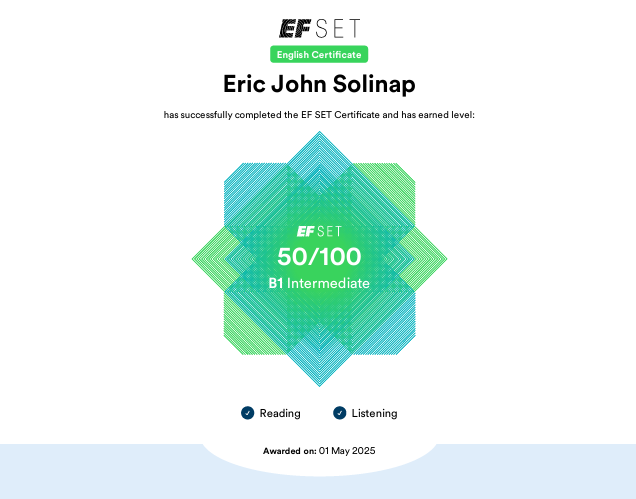 EF SET
English Certificate
Eric John Solinap
has successfully completed the EF SET Certificate and has earned level:
EF SET
50/100
B1 Intermediate
Reading Listening
Awarded on: 01 May 2025